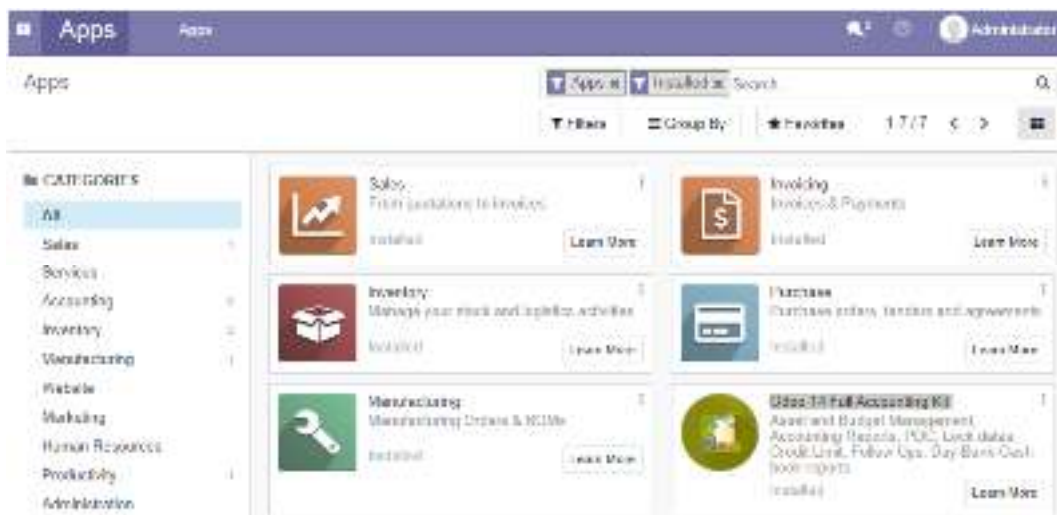 Apps
Apps
Administrator
Apps
Apps
Installed
Search
Filters
Group By
Favorites
1-7 / 7
CATEGORIES
All
Sales
Services
Accounting
Inventory
Manufacturing
Website
Marketing
Human Resources
Productivity
Administration
Sales
From quotations to invoices
Installed
Learn More
Invoicing
Invoices & Payments
Installed
Learn More
Inventory
Manage your stock and logistics activities
Installed
Learn More
Purchase
Purchase orders, tenders and agreements
Installed
Learn More
Manufacturing
Manufacturing Orders & BOMs
Installed
Learn More
Odoo 14 Full Accounting Kit
Asset and Budget Management,
Accounting Reports, PDC, Lock dates,
Credit Limit, Follow Ups, Day-Bank-Cash
book reports
Installed
Learn More